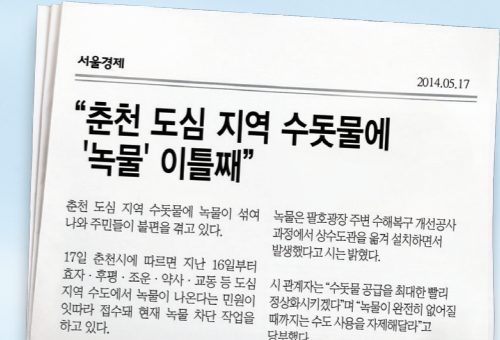 서울경제
2014.05.17
“춘천 도심 지역 수돗물에
'녹물' 이틀째”
춘천 도심 지역 수돗물에 녹물이 섞여
나와 주민들이 불편을 겪고 있다.
17일 춘천시에 따르면 지난 16일부터
효자 · 후평 · 조운 · 약사 · 교동 등 도심
지역 수도에서 녹물이 나온다는 민원이
잇따라 접수돼 현재 녹물 차단 작업을
하고 있다.
녹물은 팔호광장 주변 수해복구 개선공사
과정에서 상수도관을 옮겨 설치하면서
발생했다고 시는 밝혔다.
시 관계자는 “수돗물 공급을 최대한 빨리
정상화시키겠다”며 “녹물이 완전히 없어질
때까지는 수도 사용을 자제해달라”고
당부했다